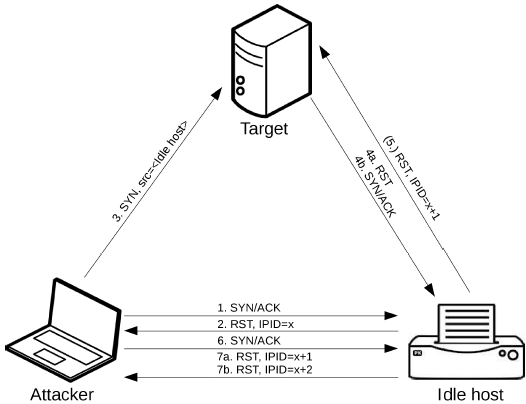 Target
3. SYN, src=<Idle host>
4a. RST
4b. SYN/ACK
(5.) RST, IPID=x+1
1. SYN/ACK
2. RST, IPID=x
6. SYN/ACK
7a. RST, IPID=x+1
7b. RST, IPID=x+2
Attacker
Idle host